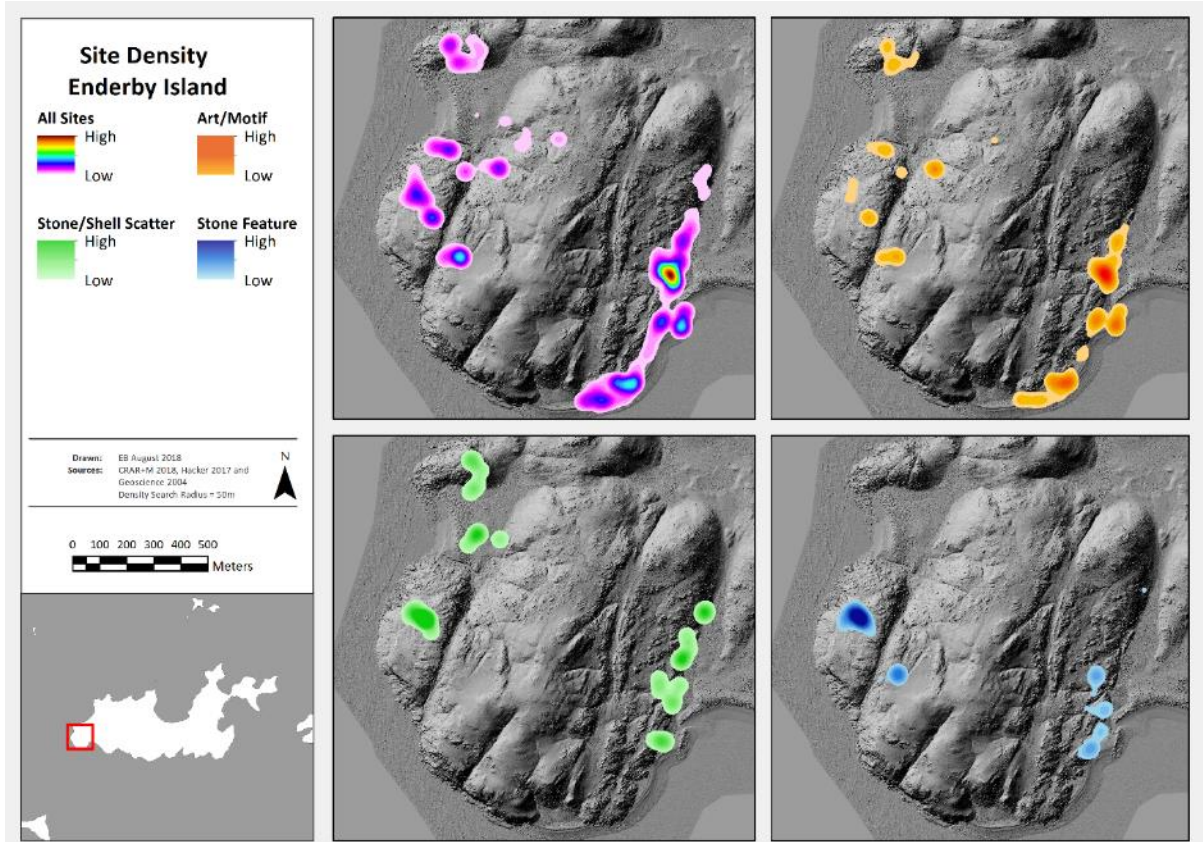 Site Density
Enderby Island
All Sites
High
Low
Art/Motif
High
Low
Stone/Shell Scatter
High
Low
Stone Feature
High
Low
Drawn: EB August 2018
Sources: CRAR+M 2018, Hacker 2017 and
Geoscience 2004
Density Search Radius = 50m
N
0 100 200 300 400 500
Meters